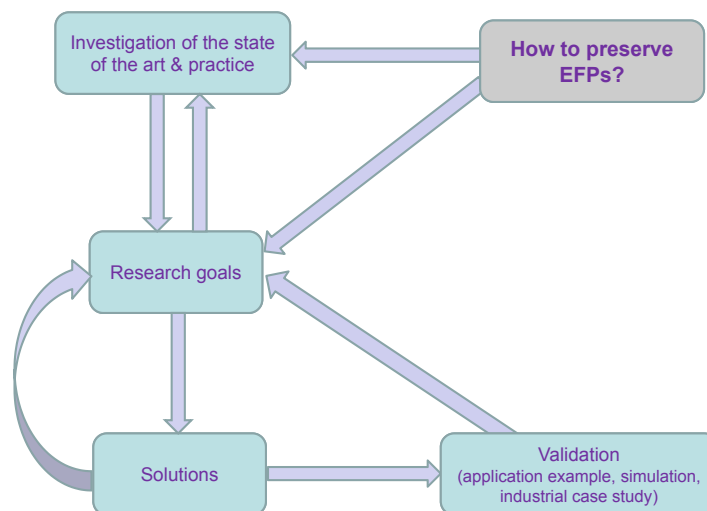 Investigation of the state
of the art & practice
How to preserve
EFPs?
Research goals
Solutions
Validation
(application example, simulation,
industrial case study)